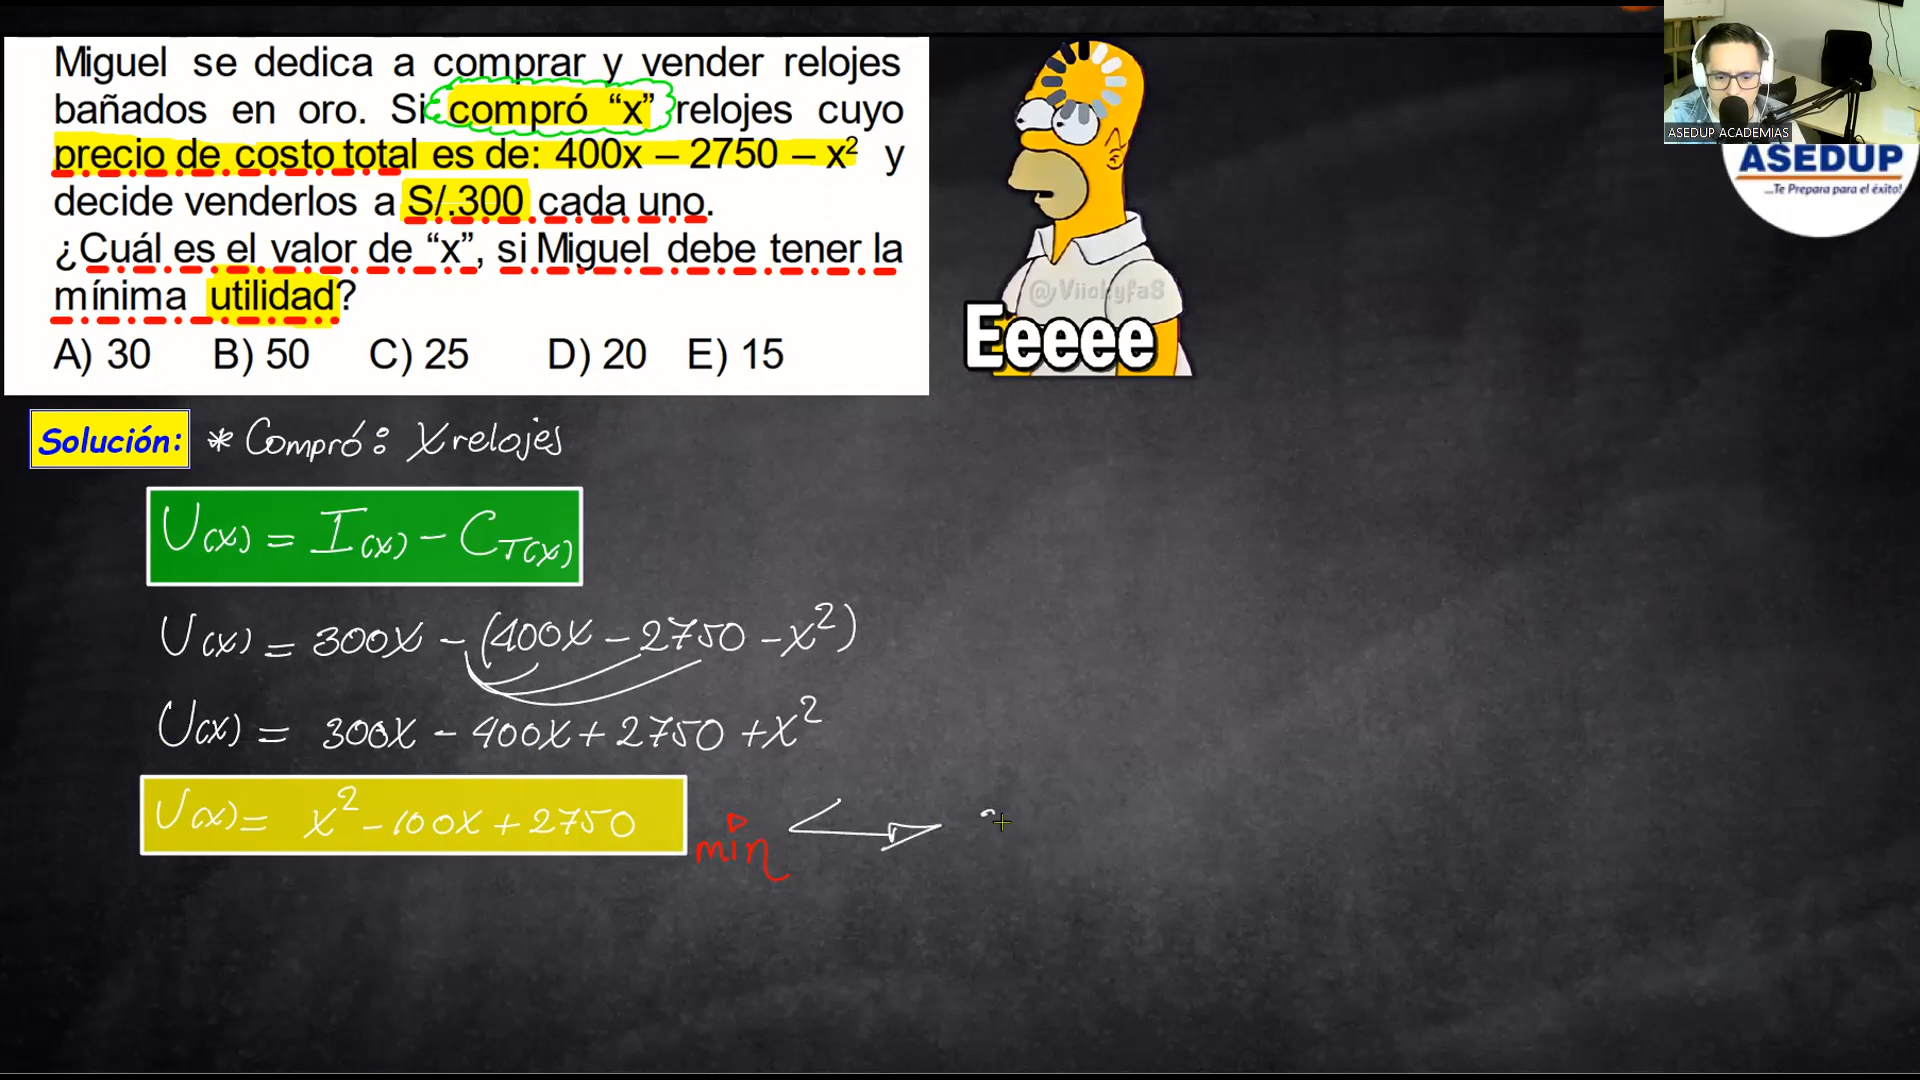 Miguel se dedica a comprar y vender relojes
bañados en oro. Si compró “x” relojes cuyo
precio de costo total es de: 400x – 2750 – x² y
decide venderlos a S/.300 cada uno.
¿Cuál es el valor de “x”, si Miguel debe tener la
mínima utilidad?
A) 30 B) 50 C) 25 D) 20 E) 15
@Viickyfa8
Eeeee
ASEDUP ACADEMIAS
ASEDUP
...Te Prepara para el éxito!
Solución: * Compró: X relojes
U(x) = I(x) - CT(x)
U(x) = 300x - (400x - 2750 - x²)
U(x) = 300x - 400x + 2750 + x²
U(x) = x² - 100x + 2750
min